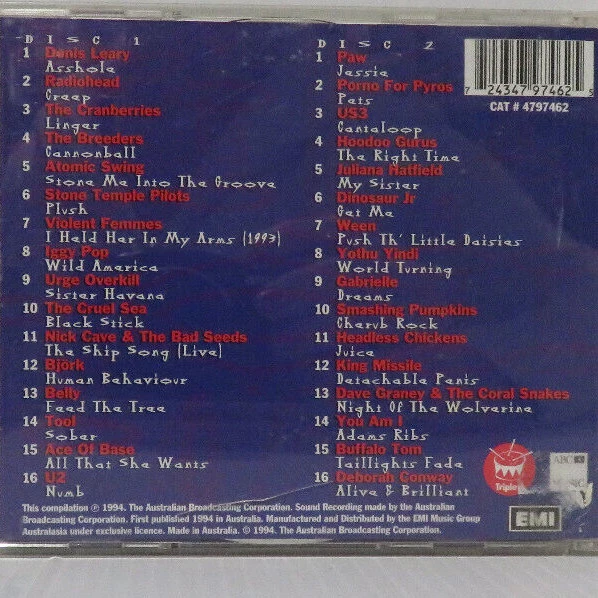 DISC 1
1 Denis Leary
Asshole
2 Radiohead
Creep
3 The Cranberries
Linger
4 The Breeders
Cannonball
5 Atomic Swing
Stone Me Into The Groove
6 Stone Temple Pilots
Plush
7 Violent Femmes
I Held Her In My Arms (1993)
8 Iggy Pop
Wild America
9 Urge Overkill
Sister Havana
10 The Cruel Sea
Black Stick
11 Nick Cave & The Bad Seeds
The Ship Song (Live)
12 Björk
Human Behaviour
13 Belly
Feed The Tree
14 Tool
Sober
15 Ace Of Base
All That She Wants
16 U2
Numb
DISC 2
1 Paw
Jessie
2 Porno For Pyros
Pets
3 US3
Cantaloop
4 Hoodoo Gurus
The Right Time
5 Juliana Hatfield
My Sister
6 Dinosaur Jr
Get Me
7 Ween
Push Th' Little Daisies
8 Yothu Yindi
World Turning
9 Gabrielle
Dreams
10 Smashing Pumpkins
Cherub Rock
11 Headless Chickens
Juice
12 King Missile
Detachable Penis
13 Dave Graney & The Coral Snakes
Night Of The Wolverine
14 You Am I
Adams Ribs
15 Buffalo Tom
Taillights Fade
16 Deborah Conway
Alive & Brilliant
7 24347 97462 5
CAT # 4797462
Triple
ABC
EMI
This compilation ℗ 1994. The Australian Broadcasting Corporation. Sound Recording made by the Australian
Broadcasting Corporation. First published 1994 in Australia. Manufactured and Distributed by the EMI Music Group
Australasia under exclusive licence. Made in Australia. © 1994. The Australian Broadcasting Corporation.